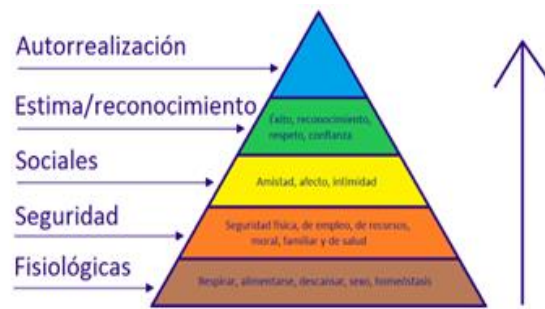 Autorrealización
Estima/reconocimiento
Éxito, reconocimiento,
respeto, confianza
Sociales
Amistad, afecto, intimidad
Seguridad
Seguridad física, de empleo, de recursos,
moral, familiar y de salud
Fisiológicas
Respirar, alimentarse, descansar, sexo, homeóstasis